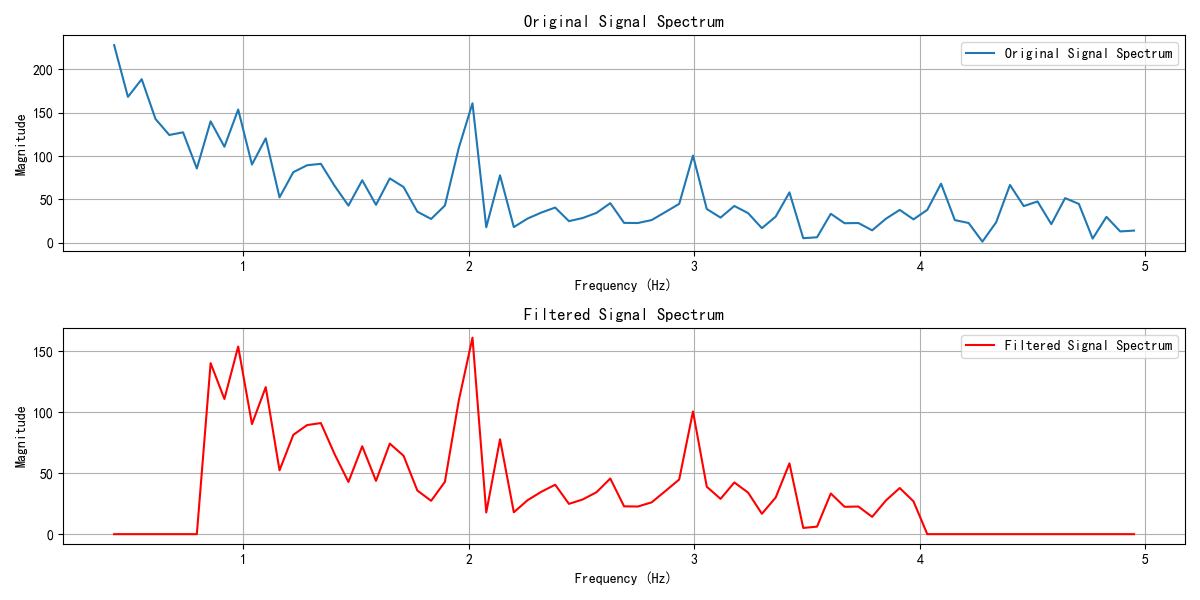 Original Signal Spectrum
Original Signal Spectrum
Magnitude
200
150
100
50
0
1 2 3 4 5
Frequency (Hz)
Filtered Signal Spectrum
Filtered Signal Spectrum
Magnitude
150
100
50
0
1 2 3 4 5
Frequency (Hz)